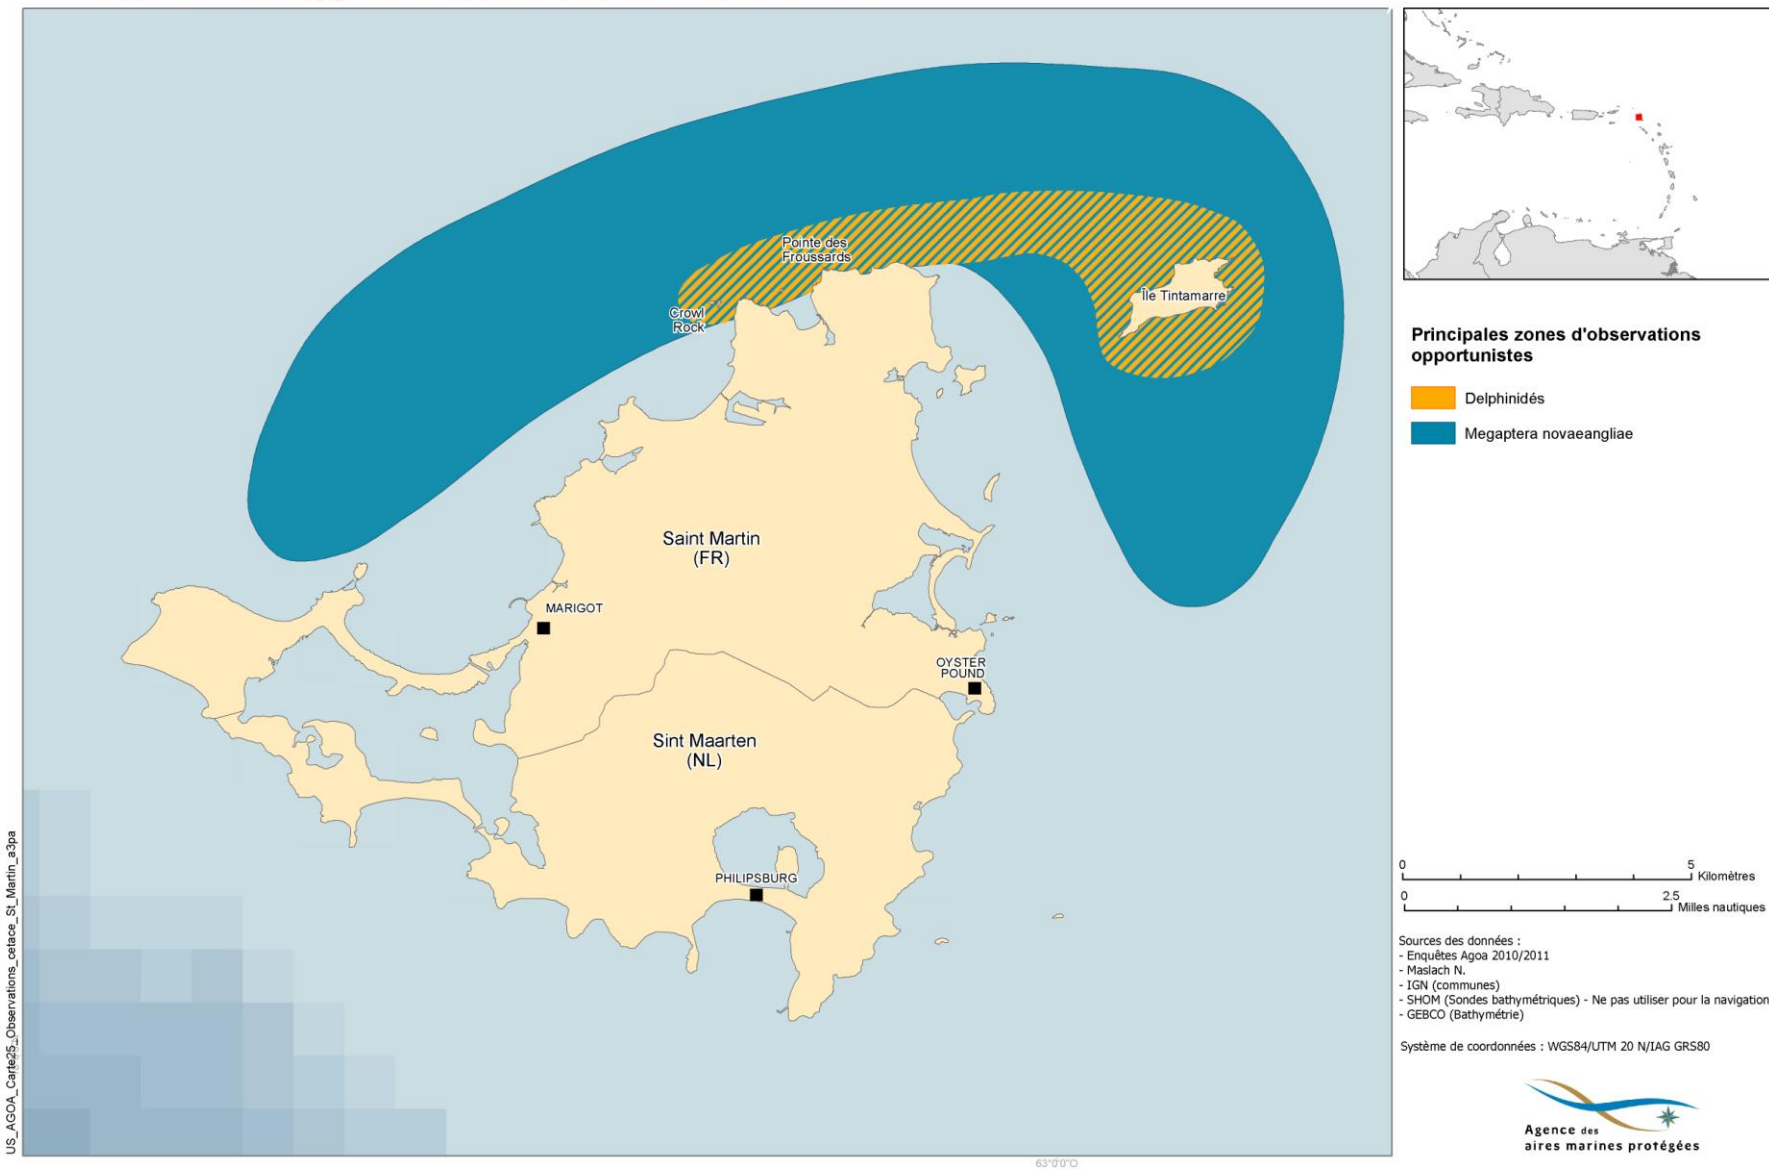 Pointe des
Froussards
Crowl
Rock
Île Tintamarre
Saint Martin
(FR)
MARIGOT
OYSTER
POUND
Sint Maarten
(NL)
PHILIPSBURG
63°0'0"O
US_AGOA_Carte25_Observations_cetace_St_Martin_a3pa
Principales zones d'observations
opportunistes
Delphinidés
Megaptera novaeangliae
0 5
Kilomètres
0 2.5
Milles nautiques
Sources des données :
- Enquêtes Agoa 2010/2011
- Maslach N.
- IGN (communes)
- SHOM (Sondes bathymétriques) - Ne pas utiliser pour la navigation
- GEBCO (Bathymétrie)
Système de coordonnées : WGS84/UTM 20 N/IAG GRS80
Agence des
aires marines protégées